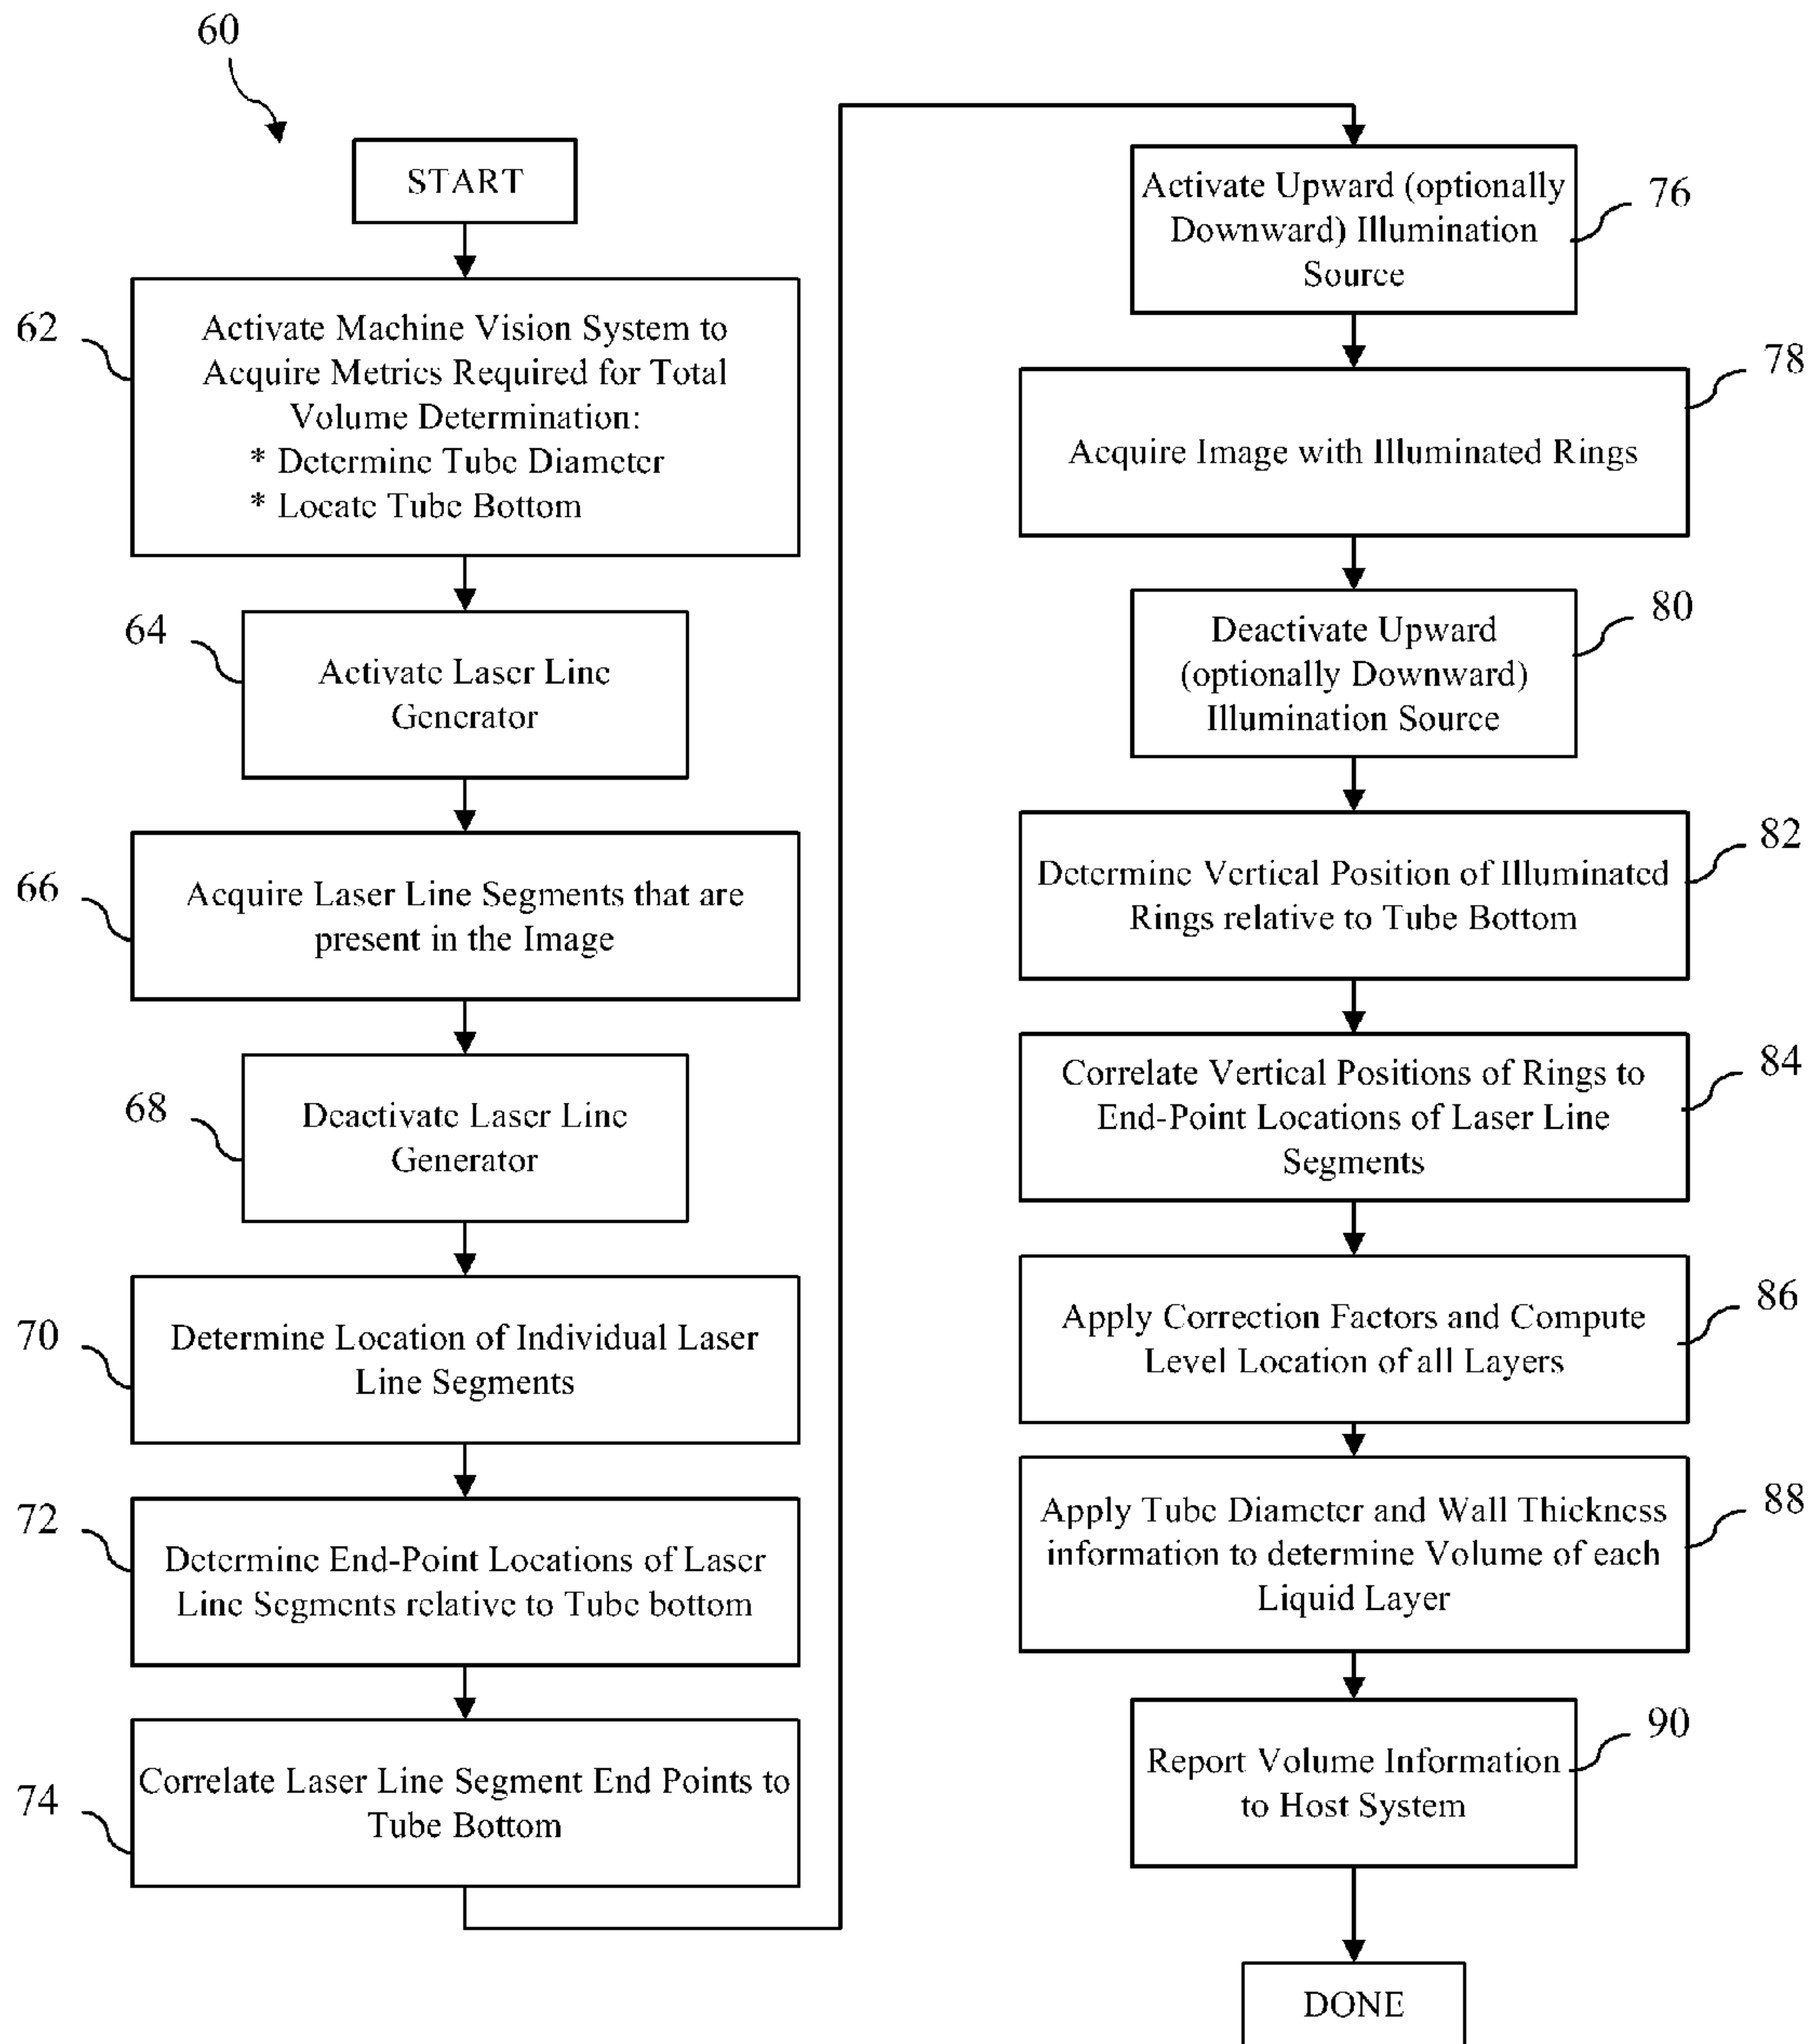 60
START
62
Activate Machine Vision System to
Acquire Metrics Required for Total
Volume Determination:
* Determine Tube Diameter
* Locate Tube Bottom
64
Activate Laser Line
Generator
66
Acquire Laser Line Segments that are
present in the Image
68
Deactivate Laser Line
Generator
70
Determine Location of Individual Laser
Line Segments
72
Determine End-Point Locations of Laser
Line Segments relative to Tube bottom
74
Correlate Laser Line Segment End Points to
Tube Bottom
Activate Upward (optionally
Downward) Illumination
Source
76
78
Acquire Image with Illuminated Rings
80
Deactivate Upward
(optionally Downward)
Illumination Source
82
Determine Vertical Position of Illuminated
Rings relative to Tube Bottom
84
Correlate Vertical Positions of Rings to
End-Point Locations of Laser Line
Segments
86
Apply Correction Factors and Compute
Level Location of all Layers
88
Apply Tube Diameter and Wall Thickness
information to determine Volume of each
Liquid Layer
90
Report Volume Information
to Host System
DONE